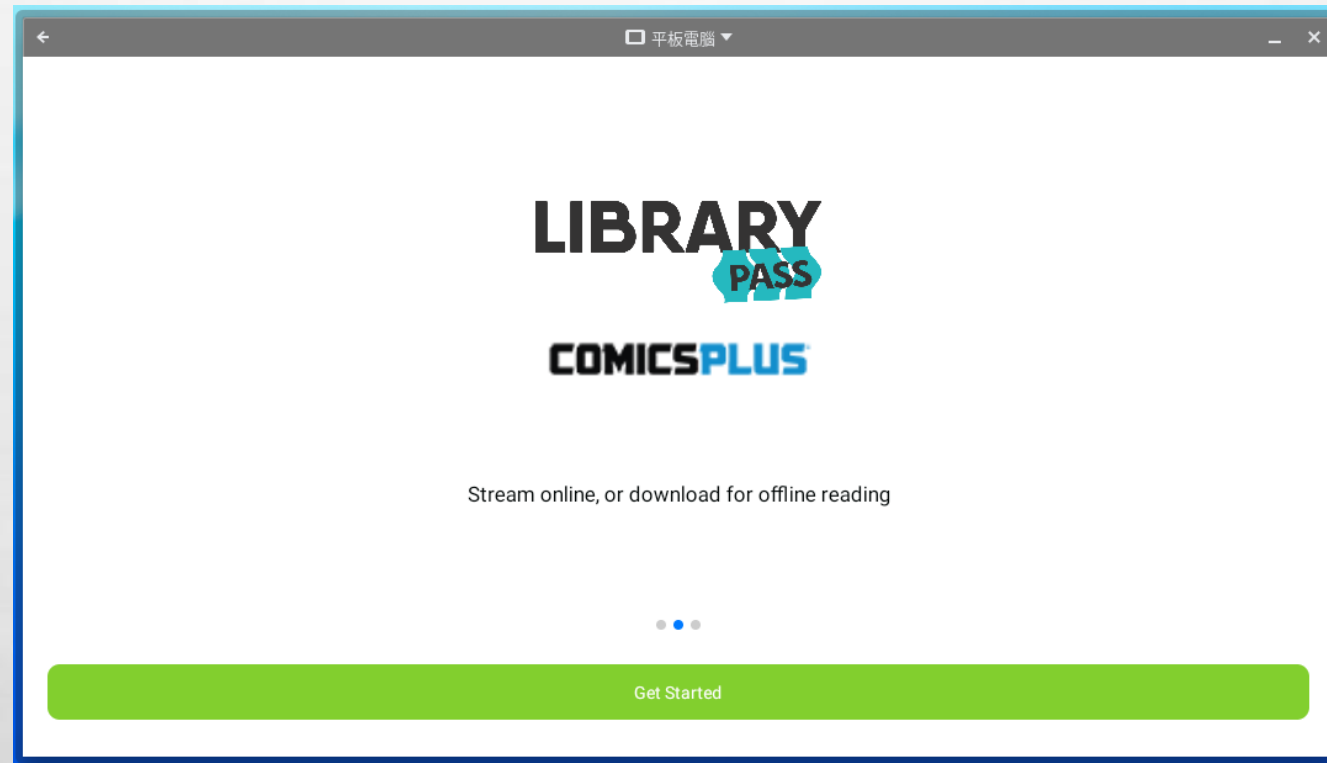 平板電腦
LIBRARY
PASS
COMICSPLUS
Stream online, or download for offline reading
Get Started